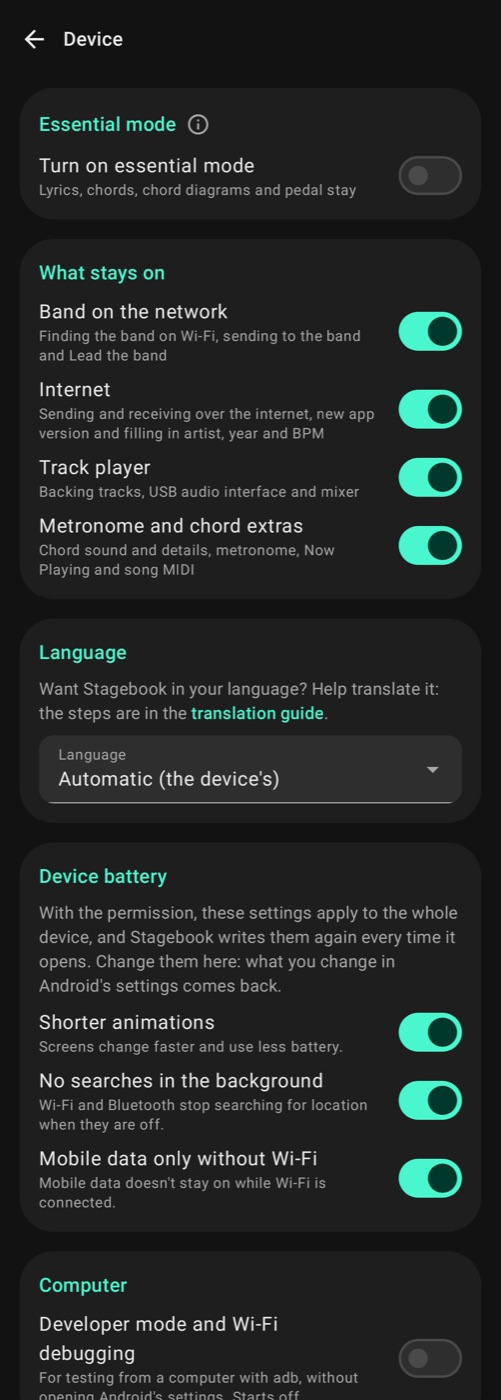 Device
Essential mode
Turn on essential mode
Lyrics, chords, chord diagrams and pedal stay
What stays on
Band on the network
Finding the band on Wi-Fi, sending to the band
and Lead the band
Internet
Sending and receiving over the internet, new app
version and filling in artist, year and BPM
Track player
Backing tracks, USB audio interface and mixer
Metronome and chord extras
Chord sound and details, metronome, Now
Playing and song MIDI
Language
Want Stagebook in your language? Help translate it:
the steps are in the translation guide.
Language
Automatic (the device's)
Device battery
With the permission, these settings apply to the whole
device, and Stagebook writes them again every time it
opens. Change them here: what you change in
Android's settings comes back.
Shorter animations
Screens change faster and use less battery.
No searches in the background
Wi-Fi and Bluetooth stop searching for location
when they are off.
Mobile data only without Wi-Fi
Mobile data doesn't stay on while Wi-Fi is
connected.
Computer
Developer mode and Wi-Fi
debugging
For testing from a computer with adb, without
opening Android's settings. Starts off